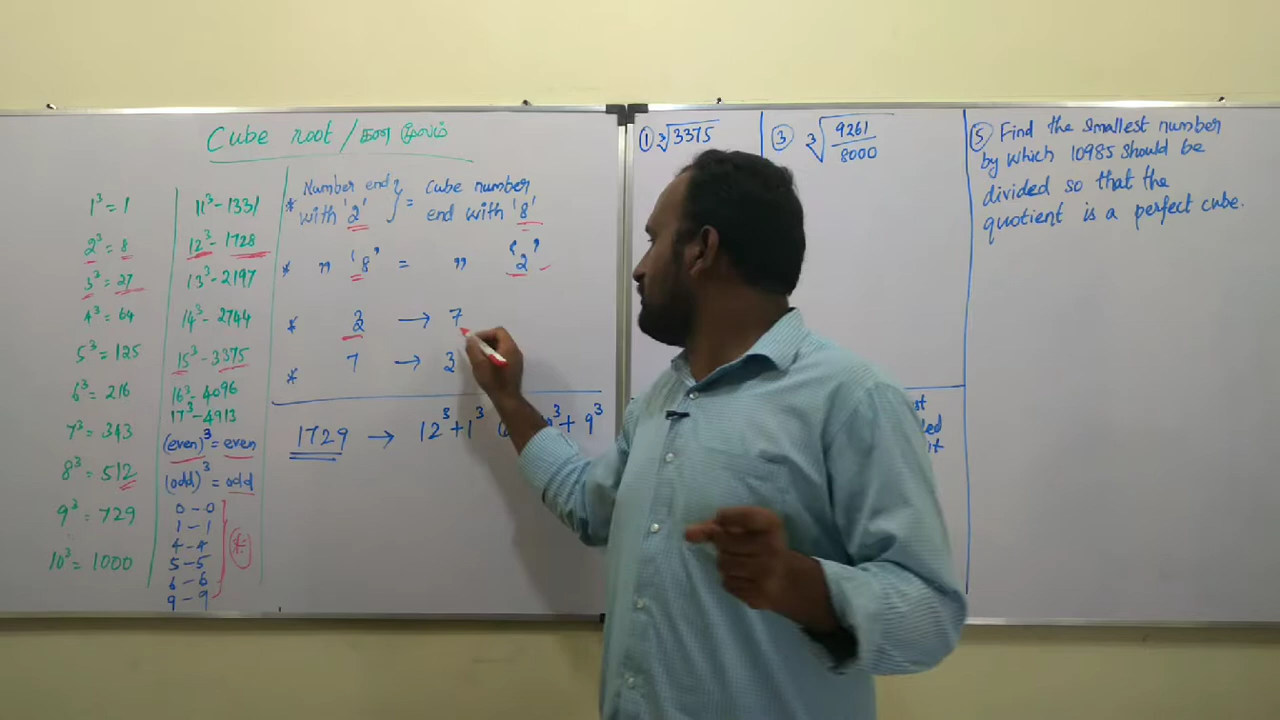 Cube root / கன மூலம்
1³ = 1
2³ = 8
3³ = 27
4³ = 64
5³ = 125
6³ = 216
7³ = 343
8³ = 512
9³ = 729
10³ = 1000
11³ - 1331
12³ - 1728
13³ - 2197
14³ - 2744
15³ - 3375
16³ - 4096
17³ - 4913
(even)³ = even
(odd)³ = odd
0 - 0
1 - 1
4 - 4
5 - 5
6 - 6
9 - 9
* Number end with '2' } = Cube number end with '8'
* " '8' = " '2'
* 3 → 7
* 7 → 3
1729 → 12³ + 1³ + 9³
① ∛3375
③ ∛9261/8000
⑤ Find the smallest number
by which 10985 should be
divided so that the
quotient is a perfect cube.